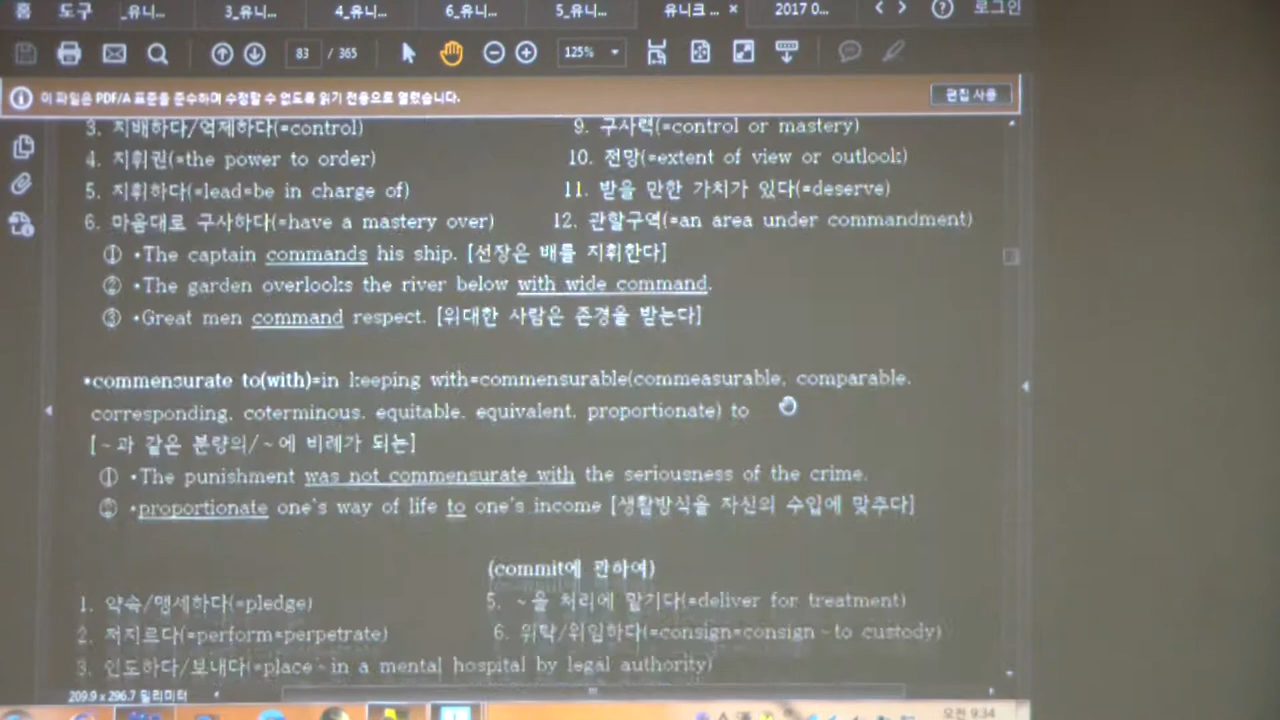 홈 도구 _유니... 3_유니... 4_유니... 6_유니... 5_유니... 유니크 ... × 2017 0... 로그인
83 / 365 125%
이 파일은 PDF/A 표준을 준수하며 수정할 수 없도록 읽기 전용으로 열렸습니다. 편집 사용
3. 지배하다/억제하다(=control) 9. 구사력(=control or mastery)
4. 지휘권(=the power to order) 10. 전망(=extent of view or outlook)
5. 지휘하다(=lead=be in charge of) 11. 받을 만한 가치가 있다(=deserve)
6. 마음대로 구사하다(=have a mastery over) 12. 관할구역(=an area under commandment)
① •The captain commands his ship. [선장은 배를 지휘한다]
② •The garden overlooks the river below with wide command.
③ •Great men command respect. [위대한 사람은 존경을 받는다]
•commensurate to(with)=in keeping with=commensurable(commeasurable, comparable,
corresponding, coterminous, equitable, equivalent, proportionate) to
[~과 같은 분량의/~에 비례가 되는]
① •The punishment was not commensurate with the seriousness of the crime.
② •proportionate one's way of life to one's income [생활방식을 자신의 수입에 맞추다]
(commit에 관하여)
1. 약속/맹세하다(=pledge) 5. ~을 처리에 맡기다(=deliver for treatment)
2. 저지르다(=perform=perpetrate) 6. 위탁/위임하다(=consign=consign ~to custody)
3. 인도하다/보내다(=place ~ in a mental hospital by legal authority)
209.9 x 296.7 밀리미터
오전 9:34